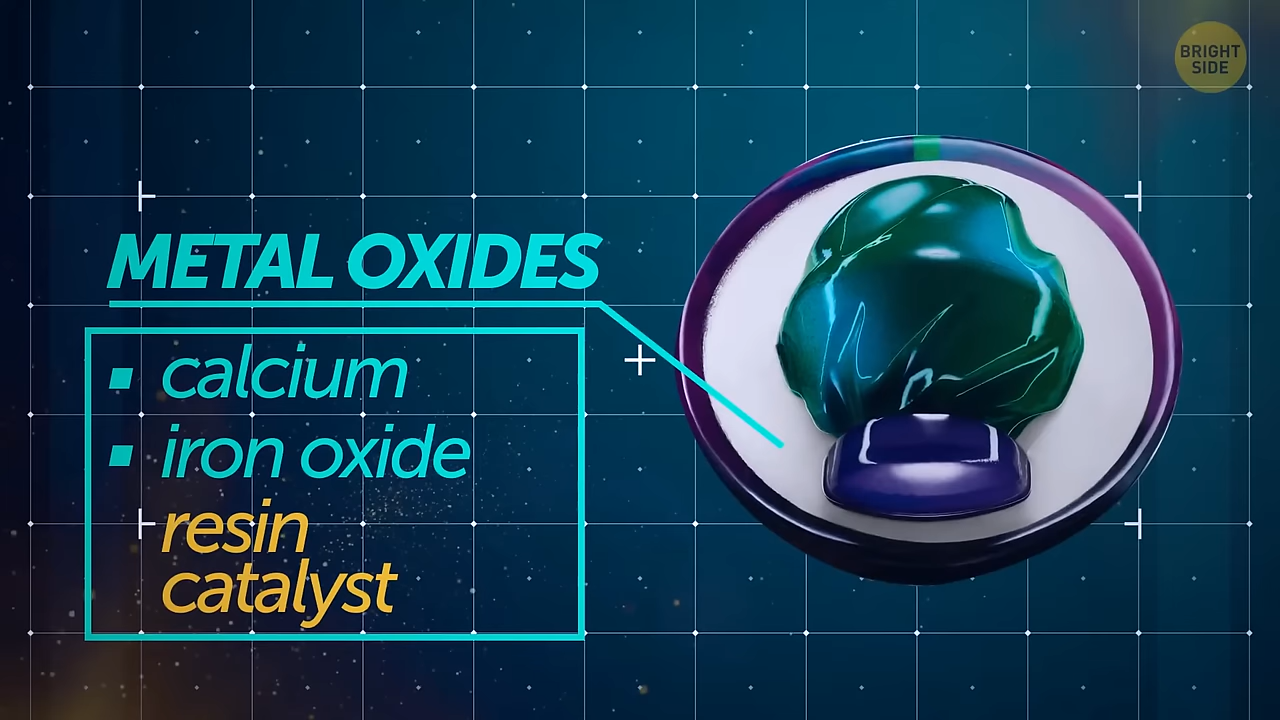 BRIGHT
SIDE
METAL OXIDES
▪ calcium
▪ iron oxide
resin
catalyst